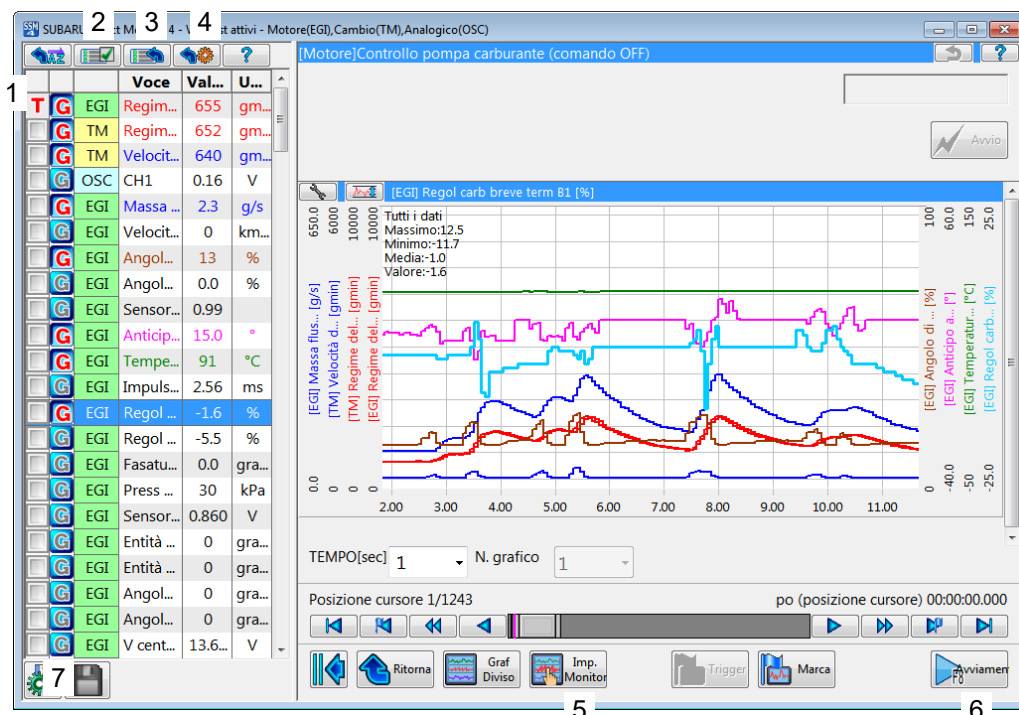 2 3 4
SUBARU
4 - V
st attivi - Motore(EGI),Cambio(TM),Analogico(OSC)
?
[Motore]Controllo pompa carburante (comando OFF)
?
Voce Val... U...
1
T G EGI Regim... 655 gm...
G TM Regim... 652 gm...
G TM Velocit... 640 gm...
G OSC CH1 0.16 V
G EGI Massa ... 2.3 g/s
G EGI Velocit... 0 km...
G EGI Angol... 13 %
G EGI Angol... 0.0 %
G EGI Sensor... 0.99
G EGI Anticip... 15.0 °
G EGI Tempe... 91 °C
G EGI Impuls... 2.56 ms
G EGI Regol ... -1.6 %
G EGI Regol ... -5.5 %
G EGI Fasatu... 0.0 gra...
G EGI Press ... 30 kPa
G EGI Sensor... 0.860 V
G EGI Entità ... 0 gra...
G EGI Entità ... 0 gra...
G EGI Angol... 0 gra...
G EGI Angol... 0 gra...
G EGI V cent... 13.6... V
7
Avvio
[EGI] Regol carb breve term B1 [%]
650.0 6000 10000 10000
Tutti i dati
Massimo:12.5
Minimo:-11.7
Media:-1.0
Valore:-1.6
100 60.0 150 25.0
[EGI] Massa flus... [g/s]
[TM] Velocità d... [gmin]
[TM] Regime del... [gmin]
[EGI] Regime del... [gmin]
[EGI] Angolo di ... [%]
[EGI] Anticipo a... [°]
[EGI] Temperatur... [°C]
[EGI] Regol carb... [%]
0.0 0 0 0
0 -40.0 -50 -25.0
2.00 3.00 4.00 5.00 6.00 7.00 8.00 9.00 10.00 11.00
TEMPO[sec] 1 N. grafico 1
Posizione cursore 1/1243 po (posizione cursore) 00:00:00.000
Ritorna
Graf Diviso
Imp. Monitor
Trigger
Marca
Avviamen
F8
5 6